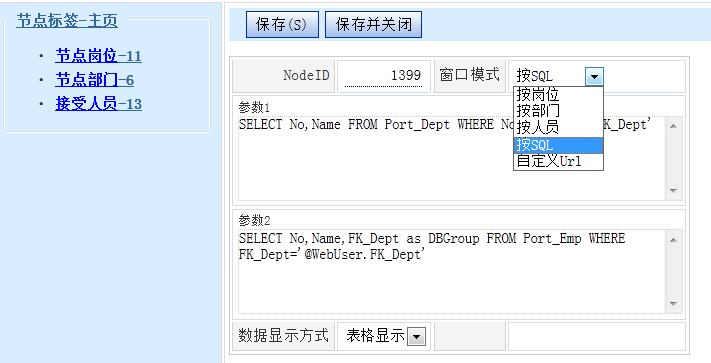 节点标签-主页
节点岗位-11
节点部门-6
接受人员-13
保存(S) 保存并关闭
NodeID 1399 窗口模式 按SQL
按岗位
按部门
按人员
按SQL
自定义Url
参数1
SELECT No,Name FROM Port_Dept WHERE K_Dept'
参数2
SELECT No,Name,FK_Dept as DBGroup FROM Port_Emp WHERE
FK_Dept='@WebUser.FK_Dept'
数据显示方式 表格显示